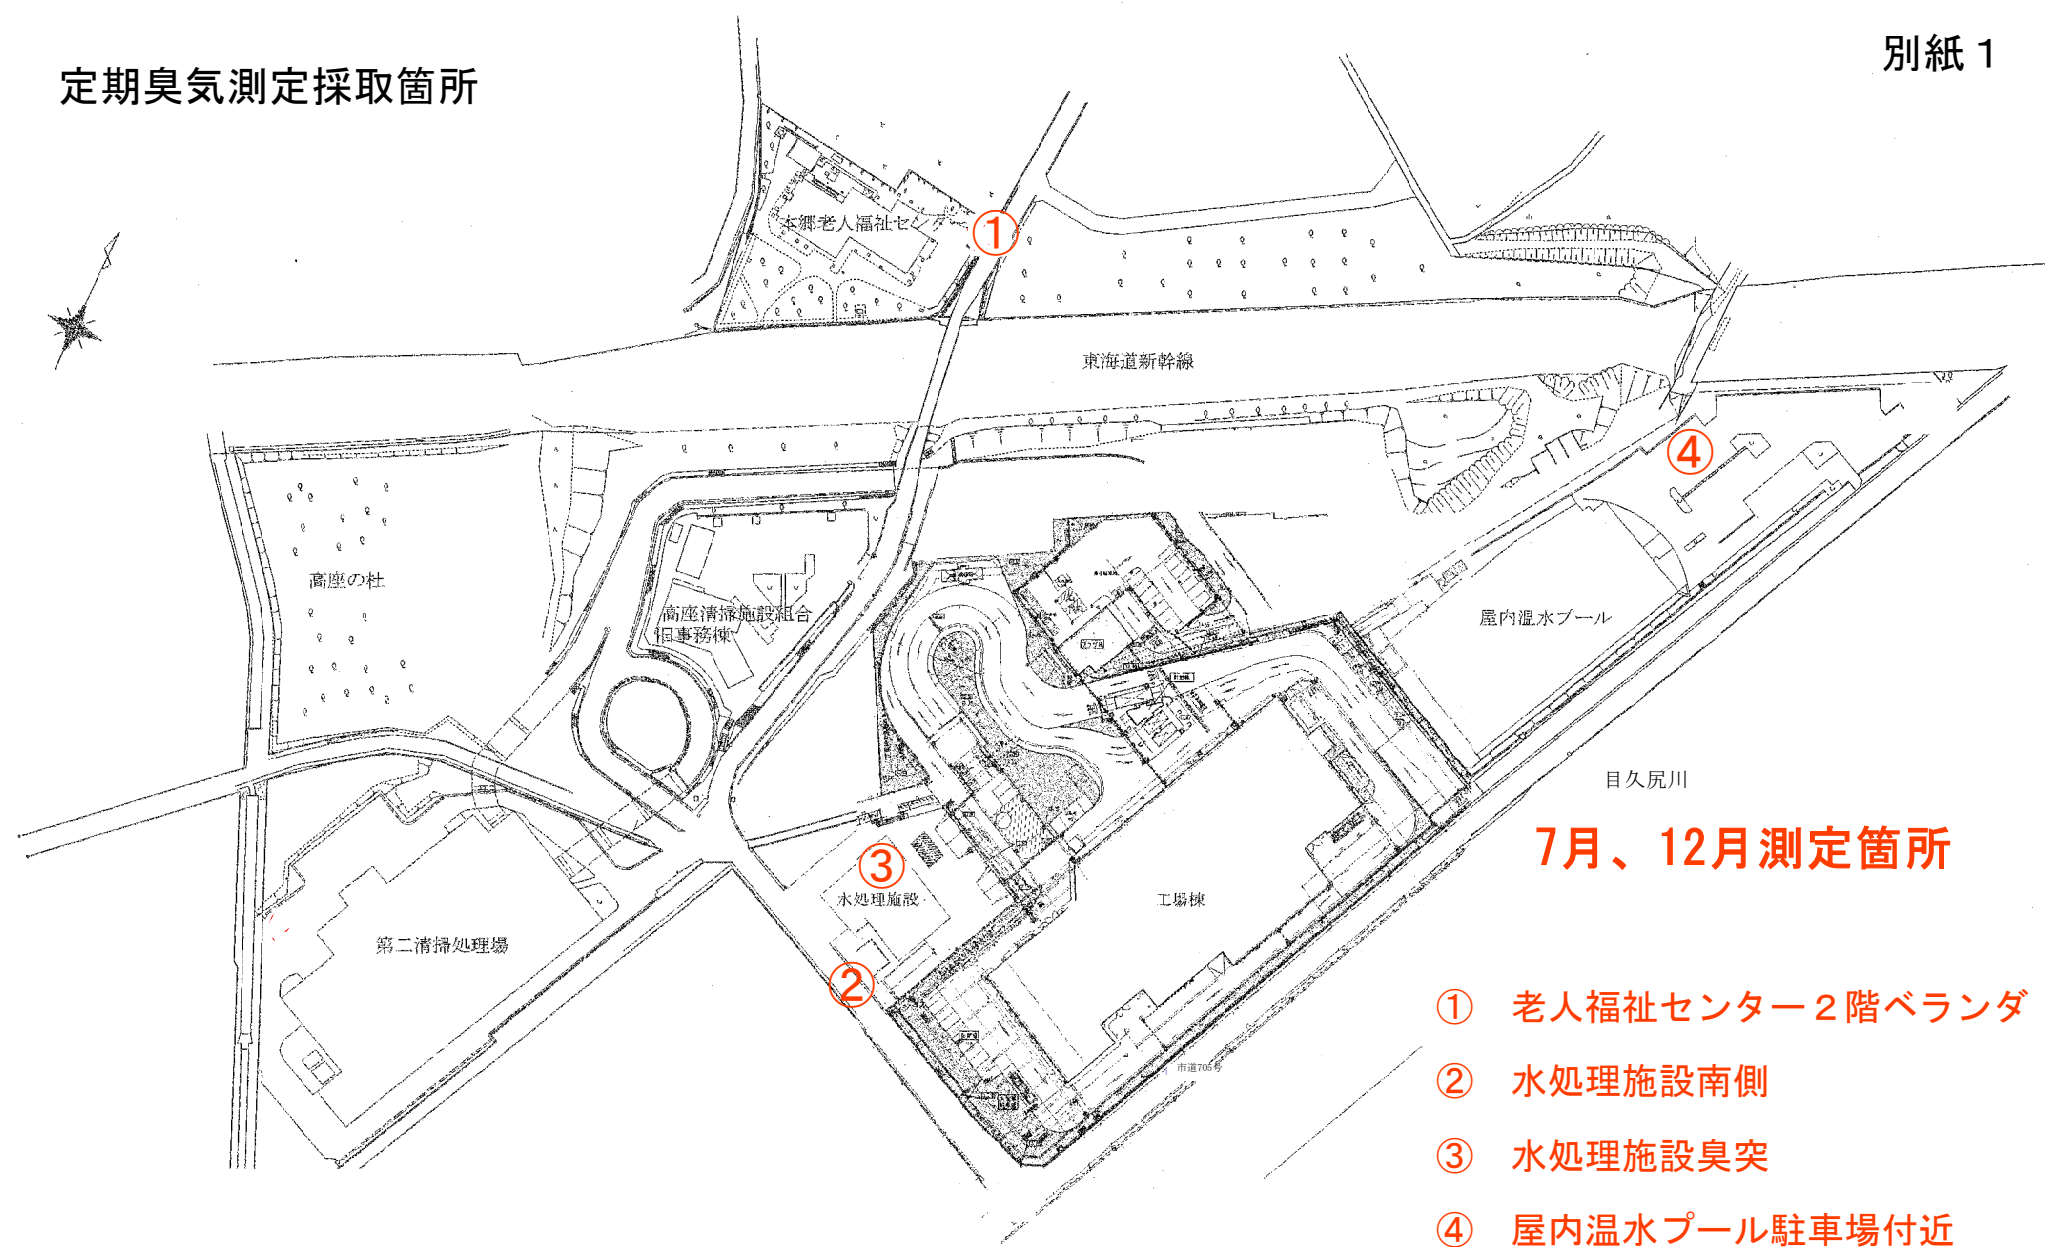 別紙１
定期臭気測定採取箇所
本郷老人福祉センター
①
東海道新幹線
④
高座の杜
高座清掃施設組合
旧事務棟
屋内温水プール
目久尻川
7月、12月測定箇所
③
水処理施設
工場棟
第二清掃処理場
②
市道705号
①　老人福祉センター２階ベランダ
②　水処理施設南側
③　水処理施設臭突
④　屋内温水プール駐車場付近